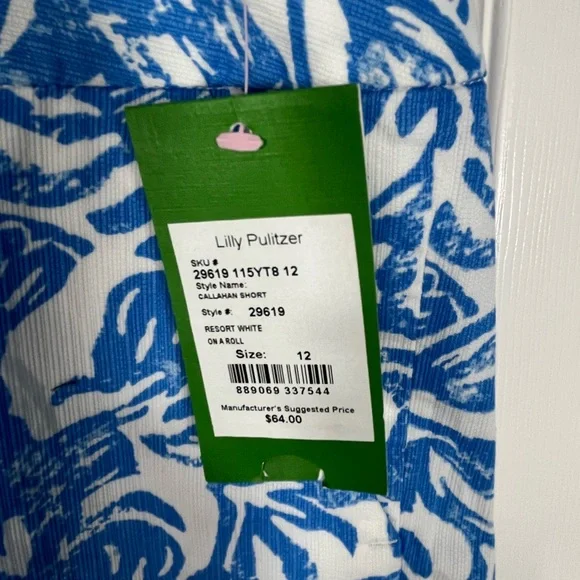 Lilly Pulitzer
SKU #
29619 115YT8 12
Style Name:
CALLAHAN SHORT
Style #: 29619
RESORT WHITE
ON A ROLL
Size: 12
889069 337544
Manufacturer's Suggested Price
$64.00